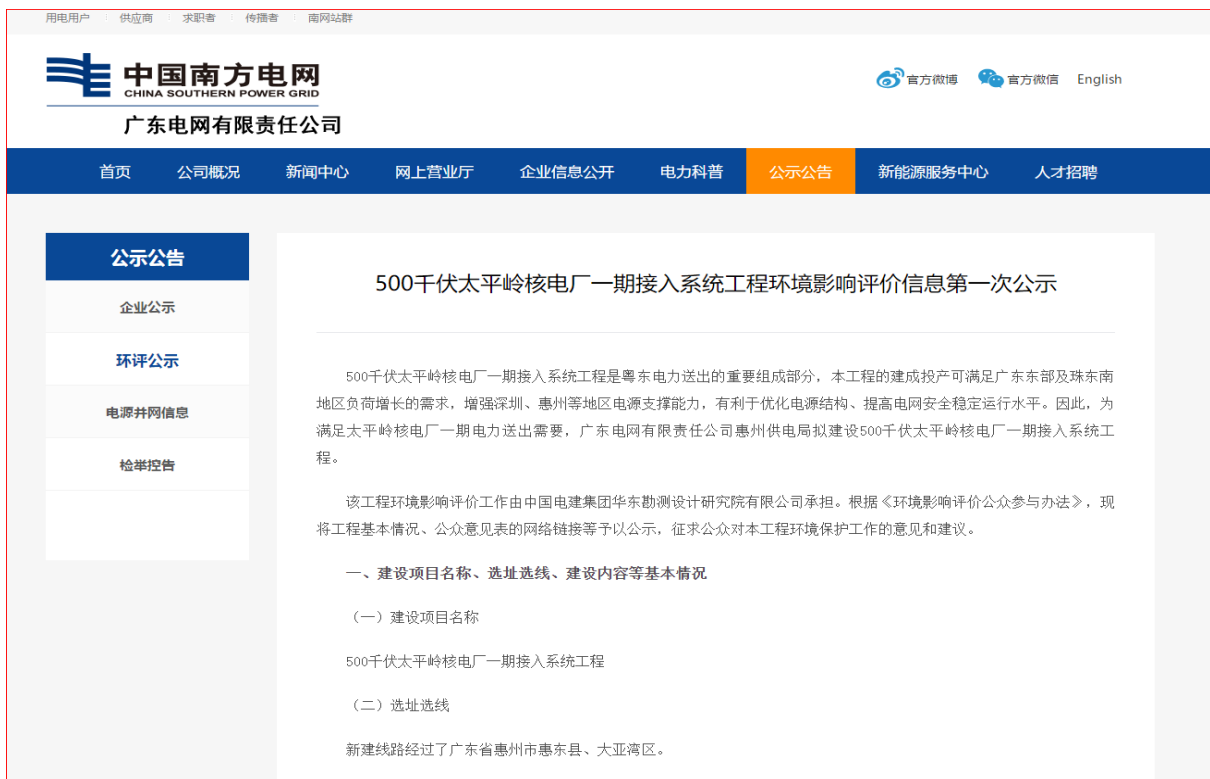 用电用户 供应商 求职者 传播者 南网站群
中国南方电网
CHINA SOUTHERN POWER GRID
广东电网有限责任公司
官方微博 官方微信 English
首页 公司概况 新闻中心 网上营业厅 企业信息公开 电力科普 公示公告 新能源服务中心 人才招聘
公示公告
企业公示
环评公示
电源并网信息
检举控告
500千伏太平岭核电厂一期接入系统工程环境影响评价信息第一次公示
500千伏太平岭核电厂一期接入系统工程是粤东电力送出的重要组成部分，本工程的建成投产可满足广东东部及珠东南
地区负荷增长的需求，增强深圳、惠州等地区电源支撑能力，有利于优化电源结构、提高电网安全稳定运行水平。因此，为
满足太平岭核电厂一期电力送出需要，广东电网有限责任公司惠州供电局拟建设500千伏太平岭核电厂一期接入系统工
程。
该工程环境影响评价工作由中国电建集团华东勘测设计研究院有限公司承担。根据《环境影响评价公众参与办法》，现
将工程基本情况、公众意见表的网络链接等予以公示，征求公众对本工程环境保护工作的意见和建议。
一、建设项目名称、选址选线、建设内容等基本情况
（一）建设项目名称
500千伏太平岭核电厂一期接入系统工程
（二）选址选线
新建线路经过了广东省惠州市惠东县、大亚湾区。